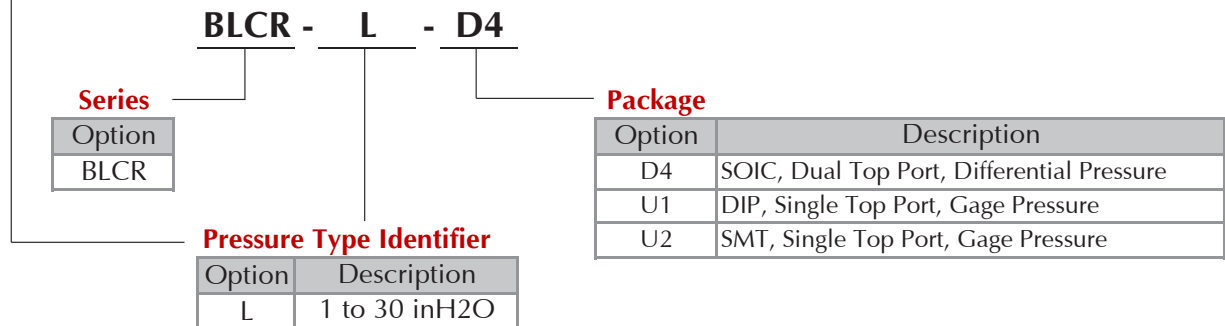 BLCR - L - D4
Series
Option
BLCR
Package
Option Description
D4 SOIC, Dual Top Port, Differential Pressure
U1 DIP, Single Top Port, Gage Pressure
U2 SMT, Single Top Port, Gage Pressure
Pressure Type Identifier
Option Description
L 1 to 30 inH2O